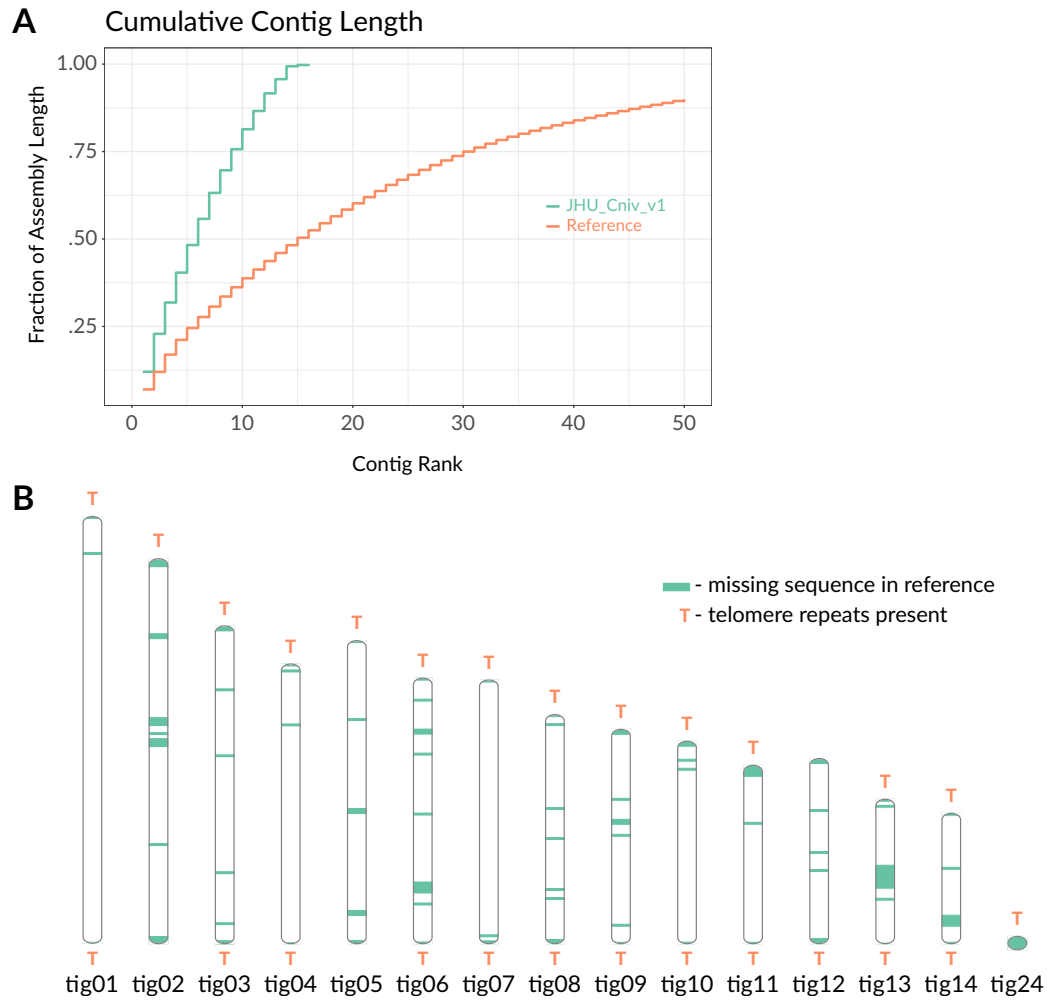 A
Cumulative Contig Length
Fraction of Assembly Length
1.00
.75
.50
.25
JHU_Cniv_v1
Reference
0 10 20 30 40 50
Contig Rank
B
- missing sequence in reference
T - telomere repeats present
T T T T T T T T T T T T T T
T T T T T T T T T T T T
tig01 tig02 tig03 tig04 tig05 tig06 tig07 tig08 tig09 tig10 tig11 tig12 tig13 tig14 tig24